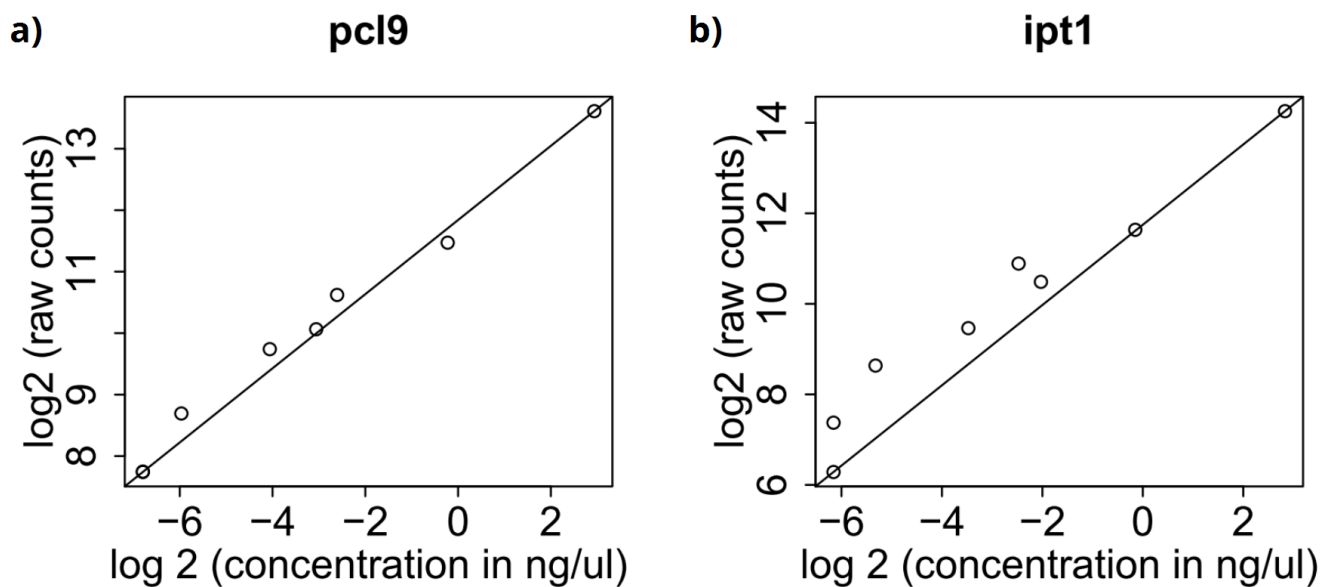 a) pcl9
b) ipt1
log2 (raw counts)
13
11
9
8
−6 −4 −2 0 2
log 2 (concentration in ng/ul)
log2 (raw counts)
14
12
10
8
6
−6 −4 −2 0 2
log 2 (concentration in ng/ul)